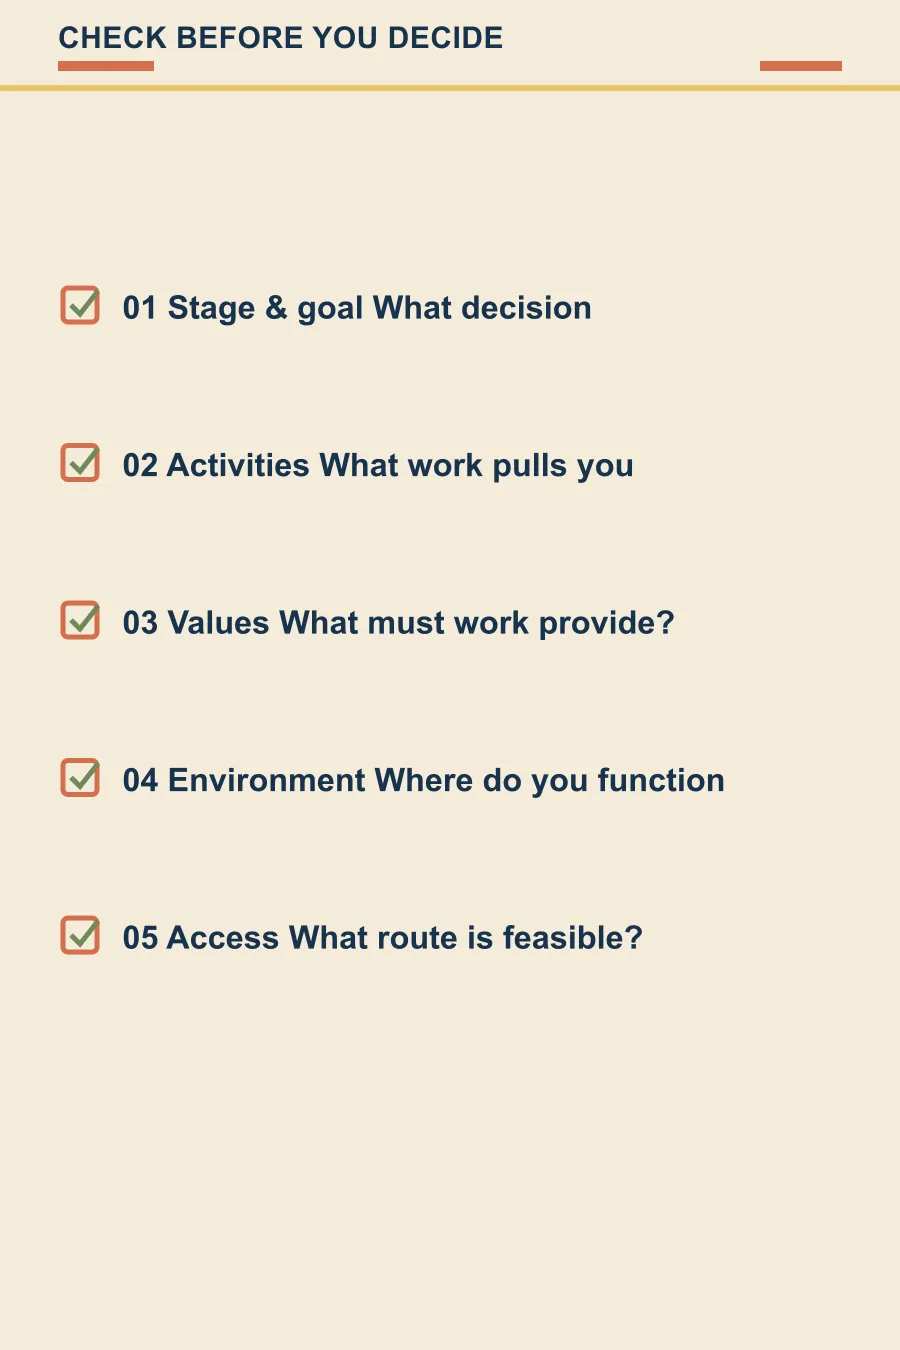 CHECK BEFORE YOU DECIDE
01 Stage & goal What decision
02 Activities What work pulls you
03 Values What must work provide?
04 Environment Where do you function
05 Access What route is feasible?